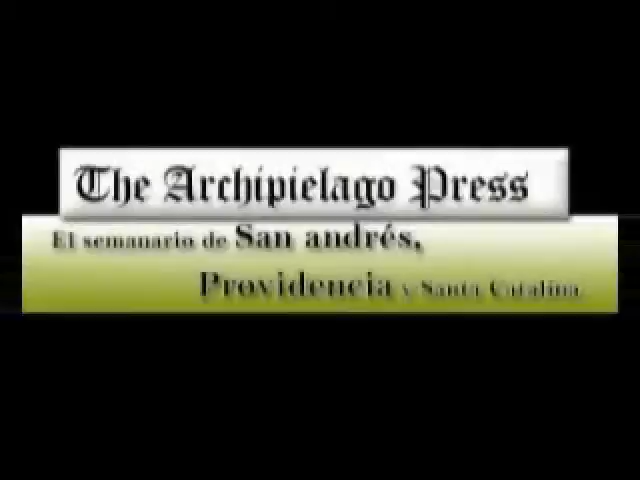 The Archipielago Press
El semanario de San andrés,
Providencia y Santa Catalina